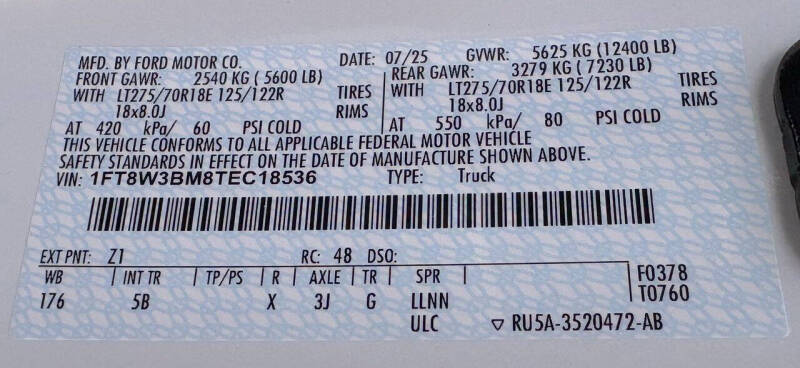 MFD. BY FORD MOTOR CO. DATE: 07/25 GVWR: 5625 KG (12400 LB)
FRONT GAWR: 2540 KG ( 5600 LB) REAR GAWR: 3279 KG ( 7230 LB)
WITH LT275/70R18E 125/122R TIRES WITH LT275/70R18E 125/122R TIRES
18x8.0J RIMS 18x8.0J RIMS
AT 420 kPa/ 60 PSI COLD AT 550 kPa/ 80 PSI COLD
THIS VEHICLE CONFORMS TO ALL APPLICABLE FEDERAL MOTOR VEHICLE
SAFETY STANDARDS IN EFFECT ON THE DATE OF MANUFACTURE SHOWN ABOVE.
VIN: 1FT8W3BM8TEC18536 TYPE: Truck
EXT PNT: Z1 RC: 48 DSO:
WB INT TR TP/PS R AXLE TR SPR F0378
176 5B X 3J G LLNN T0760
ULC ▽ RU5A-3520472-AB